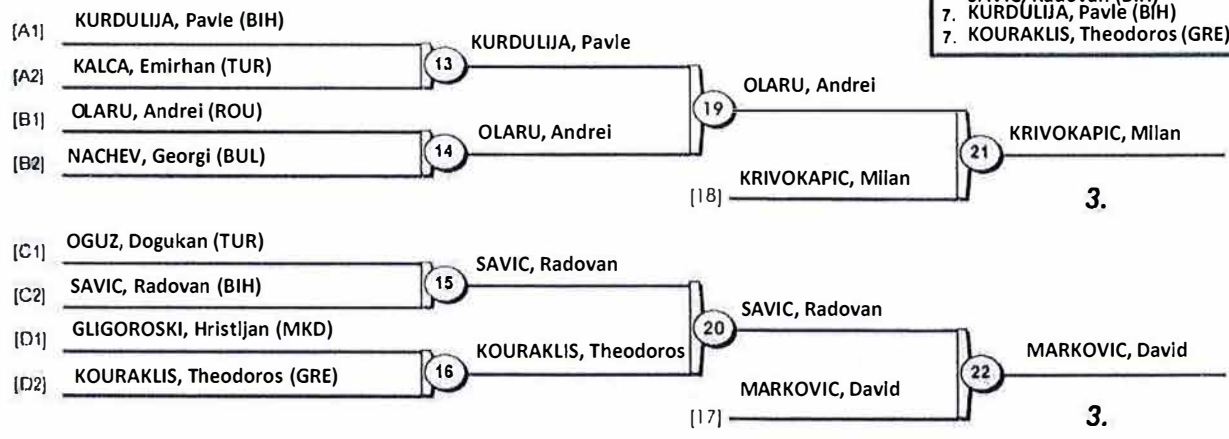 7. KURDULIJA, Pavle (BIH)
7. KOURAKLIS, Theodoros (GRE)
[A1] KURDULIJA, Pavle (BIH)
[A2] KALCA, Emirhan (TUR)
13
KURDULIJA, Pavle
[B1] OLARU, Andrei (ROU)
[B2] NACHEV, Georgi (BUL)
14
OLARU, Andrei
19
OLARU, Andrei
[18] KRIVOKAPIC, Milan
21
KRIVOKAPIC, Milan
3.
[C1] OGUZ, Dogukan (TUR)
[C2] SAVIC, Radovan (BIH)
15
SAVIC, Radovan
[D1] GLIGOROSKI, Hristijan (MKD)
[D2] KOURAKLIS, Theodoros (GRE)
16
KOURAKLIS, Theodoros
20
SAVIC, Radovan
[17] MARKOVIC, David
22
MARKOVIC, David
3.